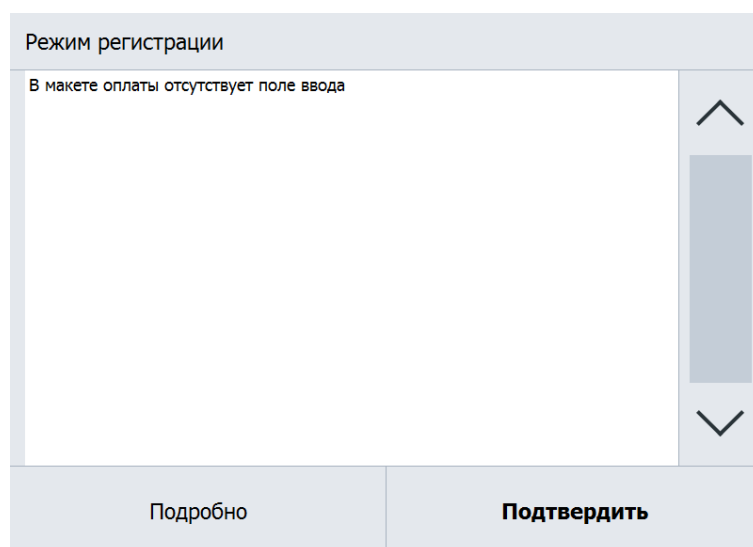 Режим регистрации
В макете оплаты отсутствует поле ввода
Подробно
Подтвердить